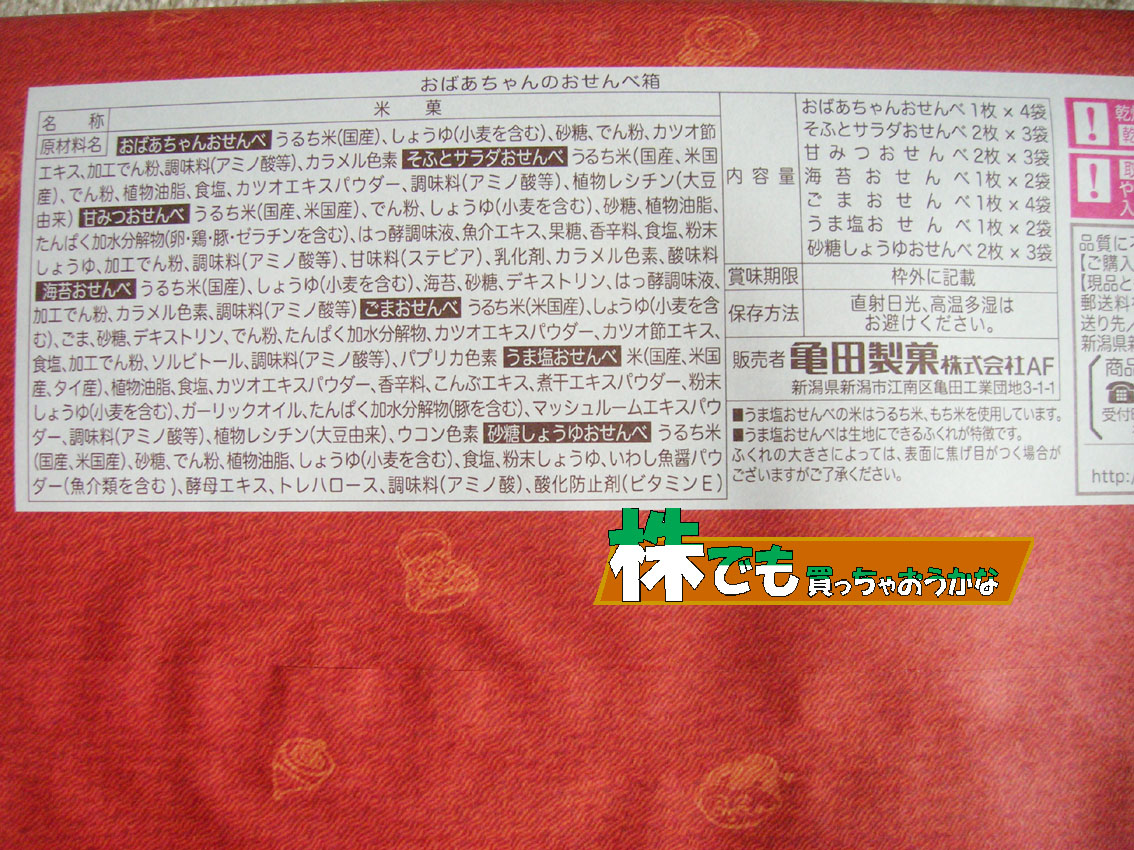 おばあちゃんのおせんべ箱
名称 米菓
原材料名 おばあちゃんおせんべ うるち米(国産)、しょうゆ(小麦を含む)、砂糖、でん粉、カツオ節
エキス、加工でん粉、調味料(アミノ酸等)、カラメル色素 そふとサラダおせんべ うるち米(国産、米国
産)、でん粉、植物油脂、食塩、カツオエキスパウダー、調味料(アミノ酸等)、植物レシチン(大豆
由来) 甘みつおせんべ うるち米(国産、米国産)、でん粉、しょうゆ(小麦を含む)、砂糖、植物油脂、
たんぱく加水分解物(卵・鶏・豚・ゼラチンを含む)、はっ酵調味液、魚介エキス、果糖、香辛料、食塩、粉末
しょうゆ、加工でん粉、調味料(アミノ酸等)、甘味料(ステビア)、乳化剤、カラメル色素、酸味料
海苔おせんべ うるち米(国産)、しょうゆ(小麦を含む)、海苔、砂糖、デキストリン、はっ酵調味液、
加工でん粉、カラメル色素、調味料(アミノ酸等) ごまおせんべ うるち米(米国産)、しょうゆ(小麦を含
む)、ごま、砂糖、デキストリン、でん粉、たんぱく加水分解物、カツオエキスパウダー、カツオ節エキス、
食塩、加工でん粉、ソルビトール、調味料(アミノ酸等)、パプリカ色素 うま塩おせんべ 米(国産、米国
産、タイ産)、植物油脂、食塩、カツオエキスパウダー、香辛料、こんぶエキス、煮干エキスパウダー、粉末
しょうゆ(小麦を含む)、ガーリックオイル、たんぱく加水分解物(豚を含む)、マッシュルームエキスパウ
ダー、調味料(アミノ酸等)、植物レシチン(大豆由来)、ウコン色素 砂糖しょうゆおせんべ うるち米
(国産、米国産)、砂糖、でん粉、植物油脂、しょうゆ(小麦を含む)、食塩、粉末しょうゆ、いわし魚醤パウ
ダー(魚介類を含む)、酵母エキス、トレハロース、調味料(アミノ酸)、酸化防止剤(ビタミンE)
内容量
おばあちゃんおせんべ 1枚 × 4袋
そふとサラダおせんべ 2枚 × 3袋
甘みつおせんべ 2枚 × 3袋
海苔おせんべ 1枚 × 2袋
ごまおせんべ 1枚 × 4袋
うま塩おせんべ 1枚 × 2袋
砂糖しょうゆおせんべ 2枚 × 3袋
賞味期限 枠外に記載
保存方法 直射日光、高温多湿は
お避けください。
販売者 亀田製菓株式会社AF
新潟県新潟市江南区亀田工業団地3-1-1
■うま塩おせんべの米はうるち米、もち米を使用しています。
■うま塩おせんべは生地にできるふくれが特徴です。
ふくれの大きさによっては、表面に焦げ目がつく場合が
ございますがご了承ください。
!
乾
乾
!
取
や
入
品質に
【ご購入
【現品と
郵送料
送り先
新潟県新
商品
受付
http:/
株でも買っちゃおうかな